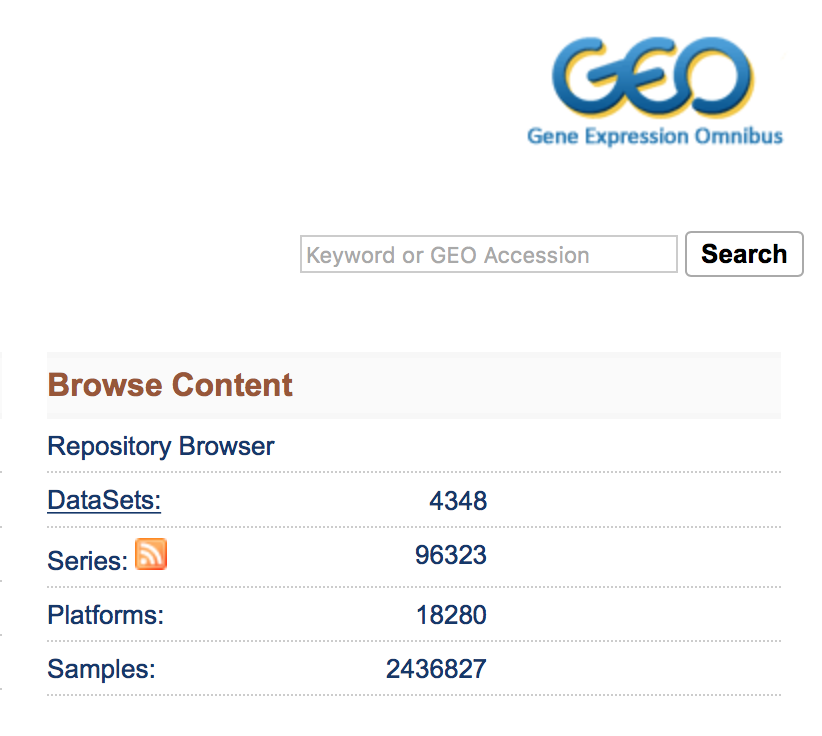 GEO
Gene Expression Omnibus
Keyword or GEO Accession Search
Browse Content
Repository Browser
DataSets: 4348
Series: 96323
Platforms: 18280
Samples: 2436827